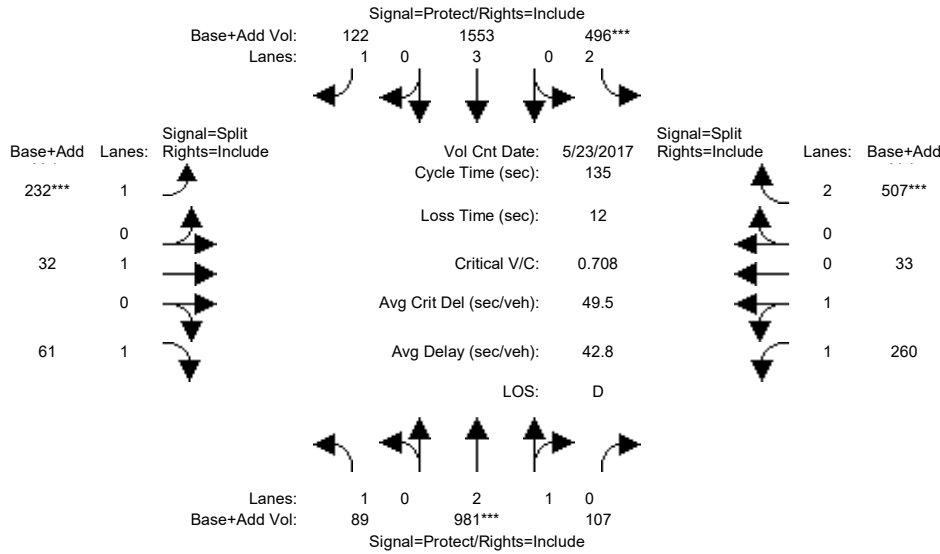 Signal=Protect/Rights=Include
Base+Add Vol: 122 1553 496***
Lanes: 1 0 3 0 2
Signal=Split
Base+Add Lanes: Rights=Include
Vol Cnt Date: 5/23/2017
Signal=Split
Rights=Include Lanes: Base+Add
Cycle Time (sec): 135
232*** 1
2 507***
Loss Time (sec): 12
0
0
32 1
Critical V/C: 0.708
0 33
0
Avg Crit Del (sec/veh): 49.5
1
61 1
Avg Delay (sec/veh): 42.8
1 260
LOS: D
Lanes: 1 0 2 1 0
Base+Add Vol: 89 981*** 107
Signal=Protect/Rights=Include